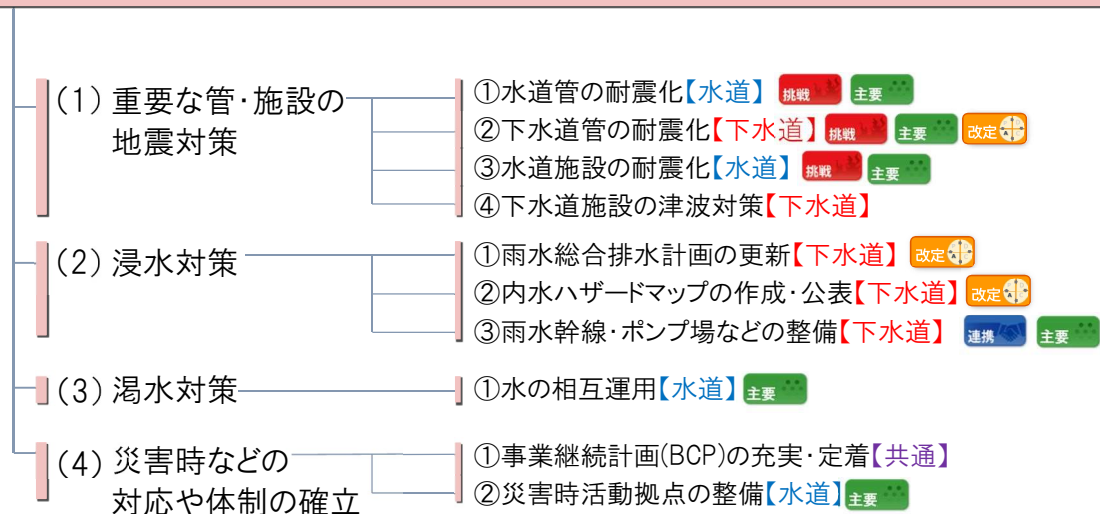 (1) 重要な管・施設の
地震対策
①水道管の耐震化【水道】 挑戦 主要
②下水道管の耐震化【下水道】 挑戦 主要 改定
③水道施設の耐震化【水道】 挑戦 主要
④下水道施設の津波対策【下水道】
(2) 浸水対策
①雨水総合排水計画の更新【下水道】 改定
②内水ハザードマップの作成・公表【下水道】 改定
③雨水幹線・ポンプ場などの整備【下水道】 連携 主要
(3) 渇水対策
①水の相互運用【水道】 主要
(4) 災害時などの
対応や体制の確立
①事業継続計画(BCP)の充実・定着【共通】
②災害時活動拠点の整備【水道】 主要